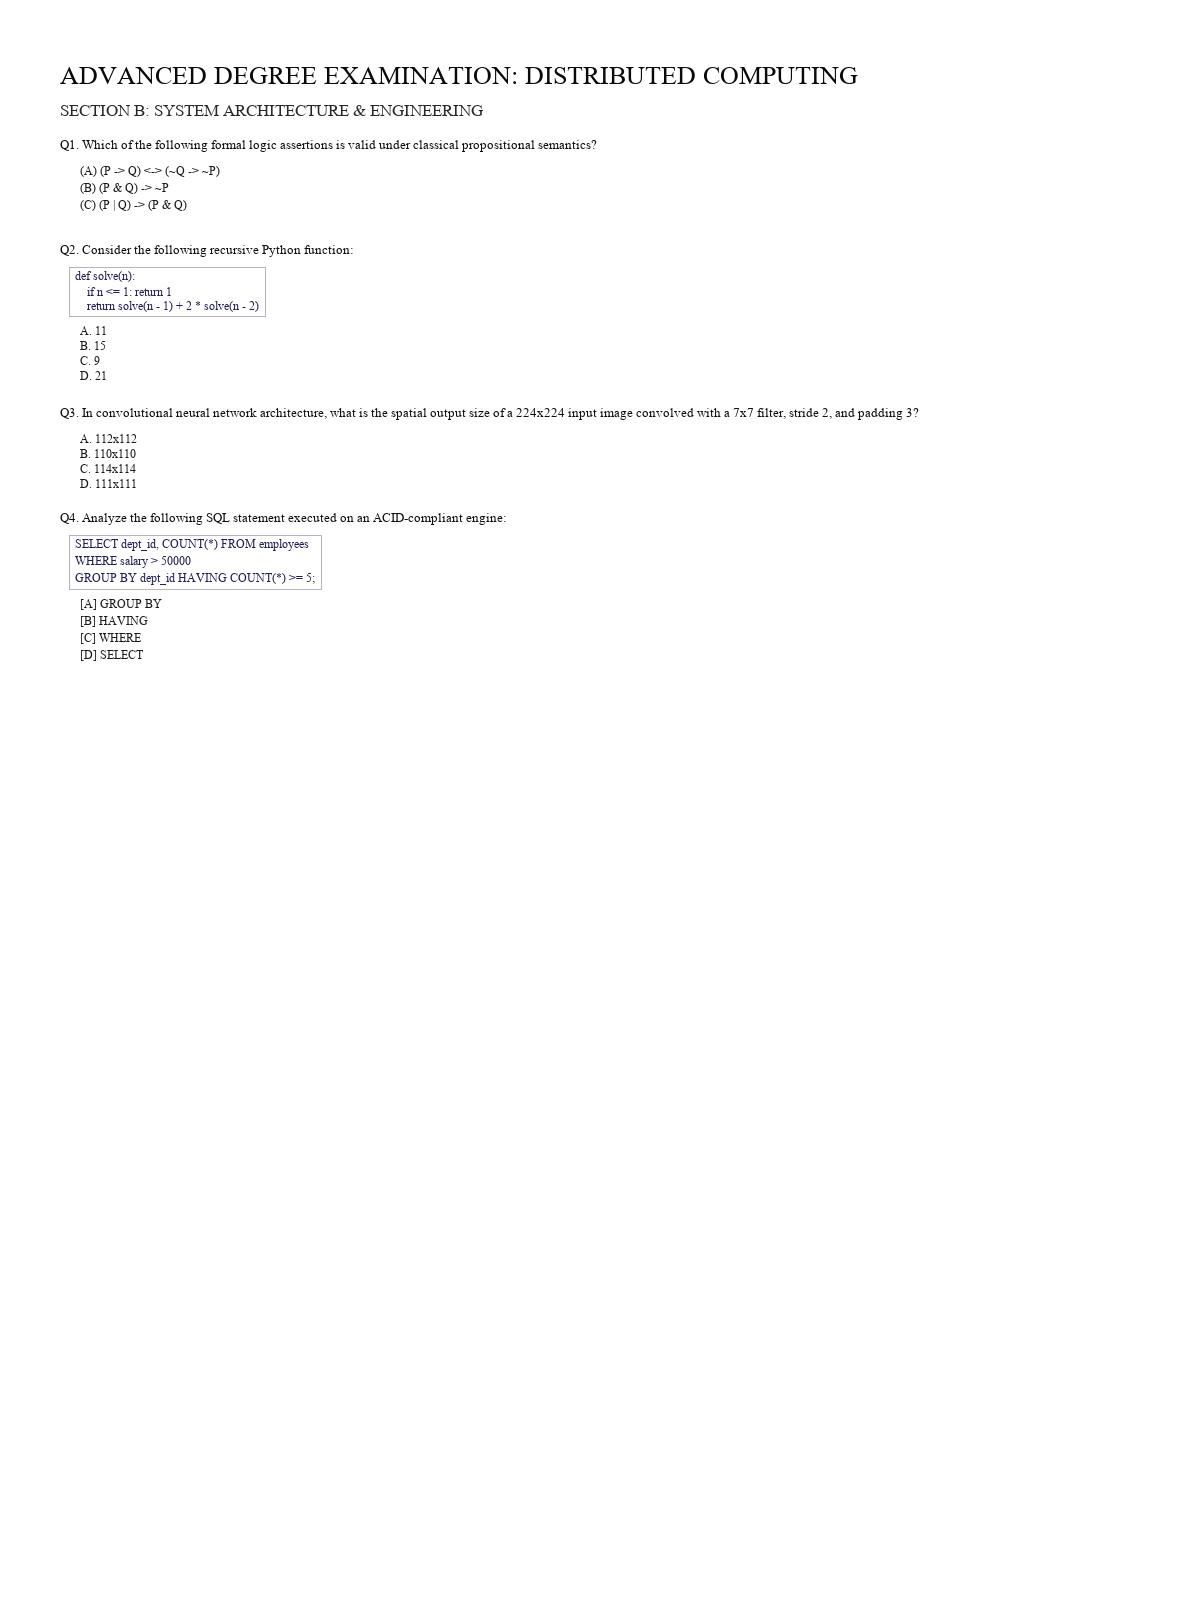 ADVANCED DEGREE EXAMINATION: DISTRIBUTED COMPUTING
SECTION B: SYSTEM ARCHITECTURE & ENGINEERING
Q1. Which of the following formal logic assertions is valid under classical propositional semantics?
(A) (P -> Q) <-> (~Q -> ~P)
(B) (P & Q) -> ~P
(C) (P | Q) -> (P & Q)
Q2. Consider the following recursive Python function:
def solve(n):
    if n <= 1: return 1
    return solve(n - 1) + 2 * solve(n - 2)
A. 11
B. 15
C. 9
D. 21
Q3. In convolutional neural network architecture, what is the spatial output size of a 224x224 input image convolved with a 7x7 filter, stride 2, and padding 3?
A. 112x112
B. 110x110
C. 114x114
D. 111x111
Q4. Analyze the following SQL statement executed on an ACID-compliant engine:
SELECT dept_id, COUNT(*) FROM employees
WHERE salary > 50000
GROUP BY dept_id HAVING COUNT(*) >= 5;
[A] GROUP BY
[B] HAVING
[C] WHERE
[D] SELECT